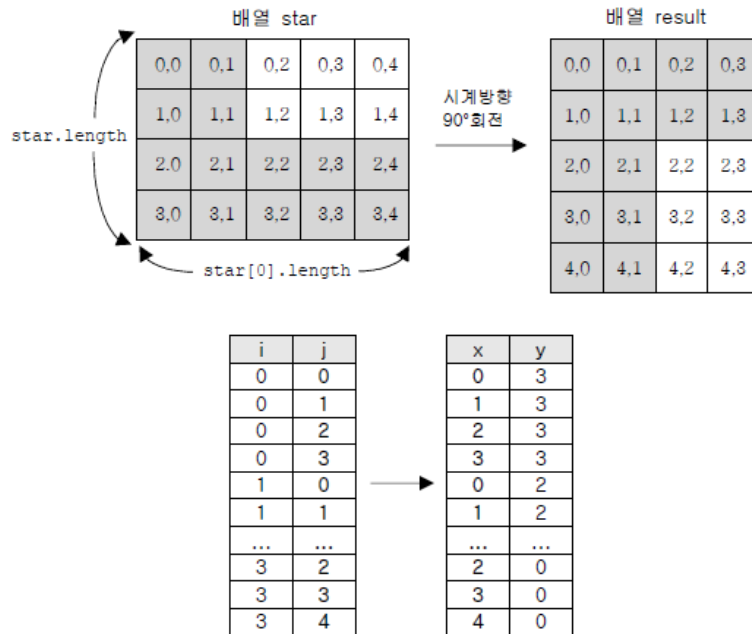 배열 star
배열 result
0,0 0,1 0,2 0,3 0,4
1,0 1,1 1,2 1,3 1,4
2.0 2,1 2,2 2,3 2,4
3,0 3,1 3,2 3,3 3,4
star.length
star[0].length
시계방향
90°회전
0,0 0,1 0,2 0,3
1,0 1,1 1,2 1,3
2,0 2,1 2,2 2,3
3,0 3,1 3,2 3,3
4,0 4,1 4,2 4,3
i j
0 0
0 1
0 2
0 3
1 0
1 1
... ...
3 2
3 3
3 4
x y
0 3
1 3
2 3
3 3
0 2
1 2
... ...
2 0
3 0
4 0